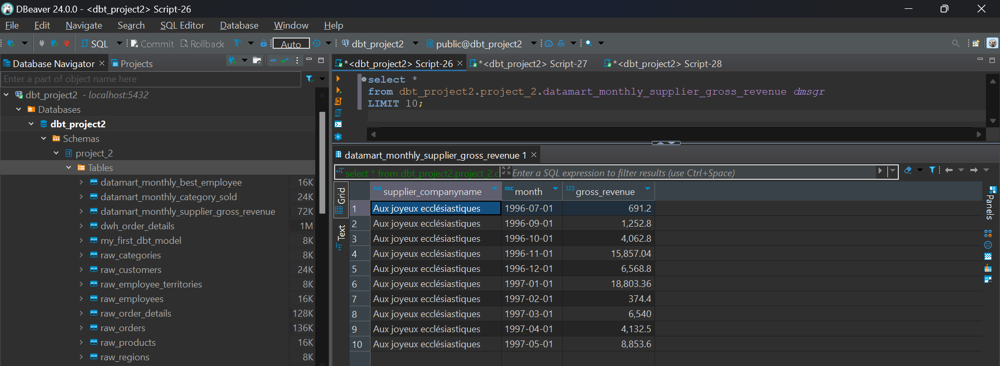 DBeaver 24.0.0 - <dbt_project2> Script-26
File Edit Navigate Search SQL Editor Database Window Help
SQL Commit Rollback Auto dbt_project2 public@dbt_project2
Database Navigator Projects
Enter a part of object name here
dbt_project2 - localhost:5432
Databases
dbt_project2
Schemas
project_2
Tables
datamart_monthly_best_employee 16K
datamart_monthly_category_sold 24K
datamart_monthly_supplier_gross_revenue 72K
dwh_order_details 1M
my_first_dbt_model 8K
raw_categories 8K
raw_customers 24K
raw_employee_territories 8K
raw_employees 16K
raw_order_details 128K
raw_orders 136K
raw_products 16K
raw_regions 8K
*<dbt_project2> Script-26 *<dbt_project2> Script-27 *<dbt_project2> Script-28
select *
from dbt_project2.project_2.datamart_monthly_supplier_gross_revenue dmsgr
LIMIT 10;
datamart_monthly_supplier_gross_revenue 1
select * from dbt_project2.project_2.d Enter a SQL expression to filter results (use Ctrl+Space)
Grid
Text
Panels
ABC supplier_companyname ABC month 123 gross_revenue
1 Aux joyeux ecclésiastiques 1996-07-01 691.2
2 Aux joyeux ecclésiastiques 1996-09-01 1,252.8
3 Aux joyeux ecclésiastiques 1996-10-01 4,062.8
4 Aux joyeux ecclésiastiques 1996-11-01 15,857.04
5 Aux joyeux ecclésiastiques 1996-12-01 6,568.8
6 Aux joyeux ecclésiastiques 1997-01-01 18,803.36
7 Aux joyeux ecclésiastiques 1997-02-01 374.4
8 Aux joyeux ecclésiastiques 1997-03-01 6,540
9 Aux joyeux ecclésiastiques 1997-04-01 4,132.5
10 Aux joyeux ecclésiastiques 1997-05-01 8,853.6